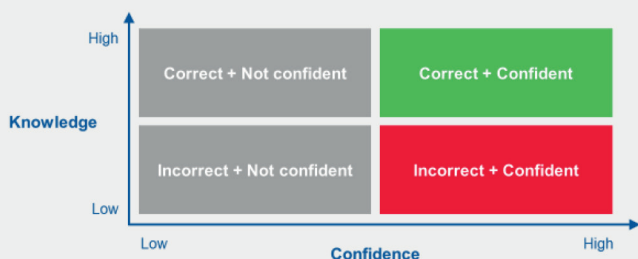 High
Correct + Not confident
Correct + Confident
Knowledge
Incorrect + Not confident
Incorrect + Confident
Low
Low
High
Confidence